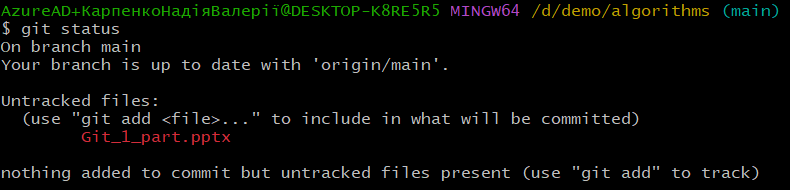 AzureAD+КарпенкоНадіяВалерії@DESKTOP-K8RE5R5 MINGW64 /d/demo/algorithms (main)
$ git status
On branch main
Your branch is up to date with 'origin/main'.
Untracked files:
(use "git add <file>..." to include in what will be committed)
Git_1_part.pptx
nothing added to commit but untracked files present (use "git add" to track)